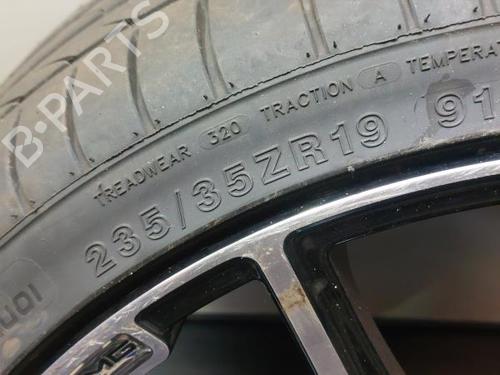 B-PARTS
TREADWEAR 320 TRACTION A TEMPERA
235/35ZR19 91